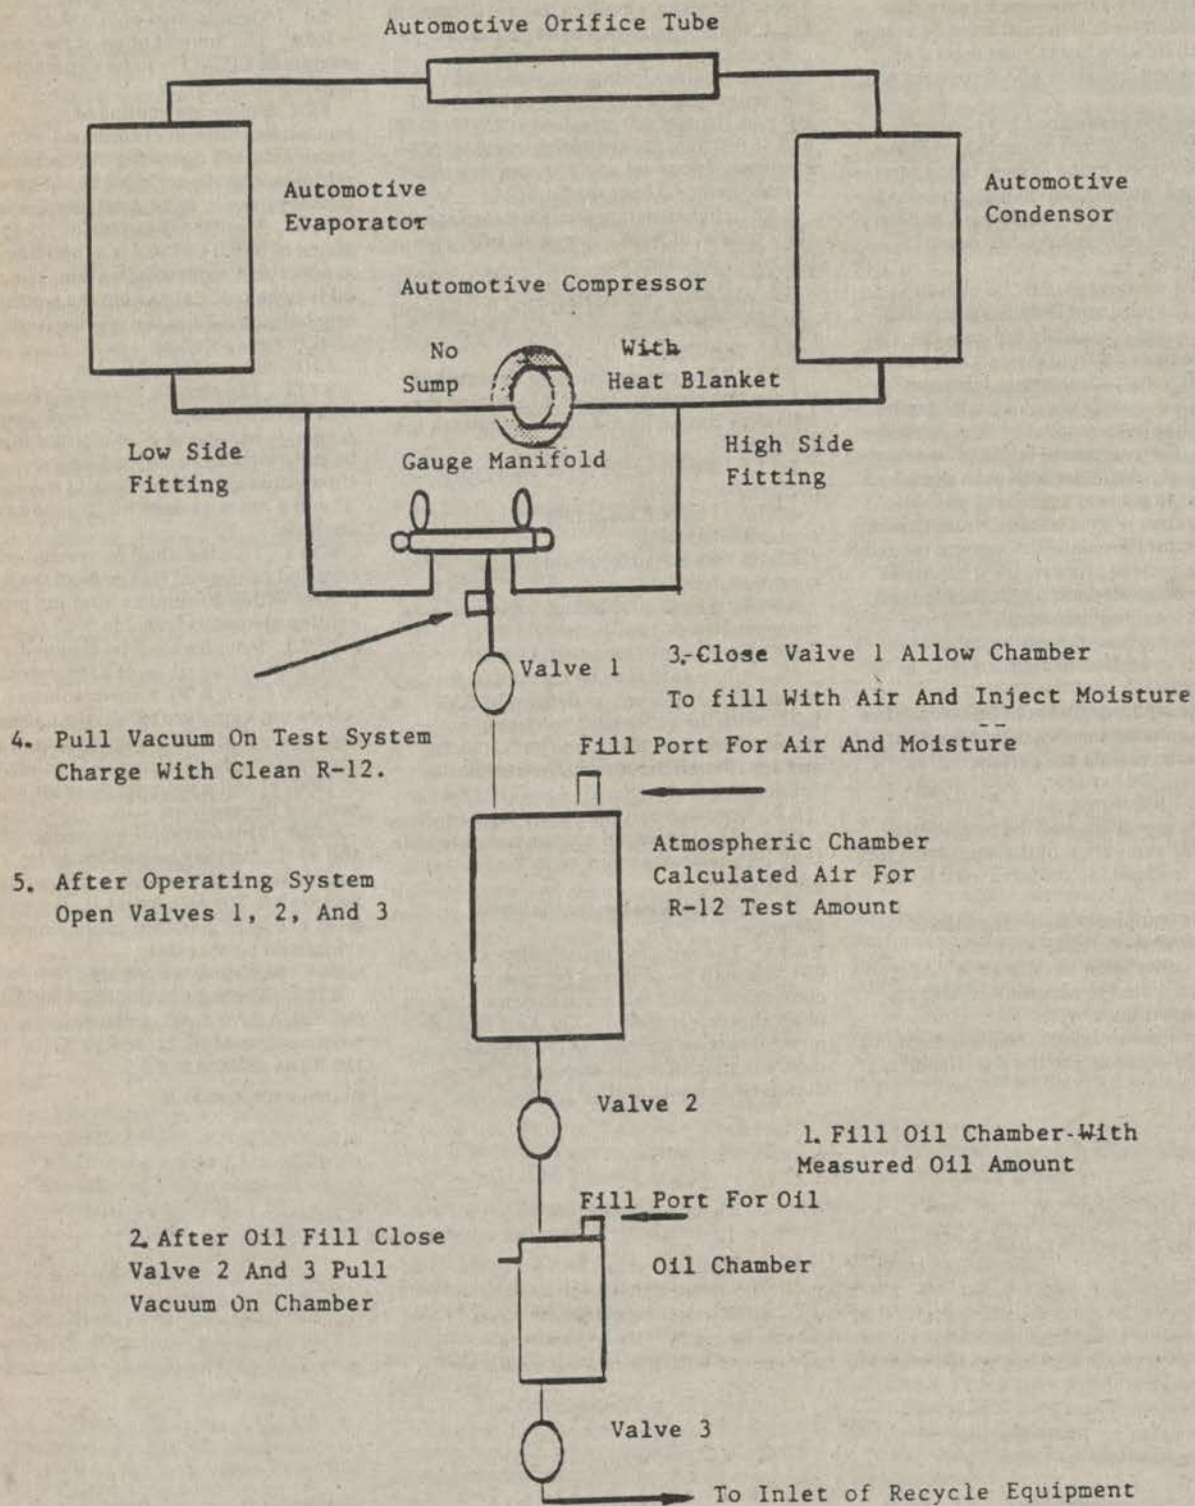 Automotive Orifice Tube
Automotive
Evaporator
Automotive
Condensor
Automotive Compressor
No
Sump
With
Heat Blanket
Low Side
Fitting
Gauge Manifold
High Side
Fitting
Valve 1
3.-Close Valve 1 Allow Chamber
To fill With Air And Inject Moisture
4. Pull Vacuum On Test System
Charge With Clean R-12.
Fill Port For Air And Moisture
Atmospheric Chamber
Calculated Air For
R-12 Test Amount
5. After Operating System
Open Valves 1, 2, And 3
Valve 2
1. Fill Oil Chamber-With
Measured Oil Amount
Fill Port For Oil
2. After Oil Fill Close
Valve 2 And 3 Pull
Vacuum On Chamber
Oil Chamber
Valve 3
To Inlet of Recycle Equipment